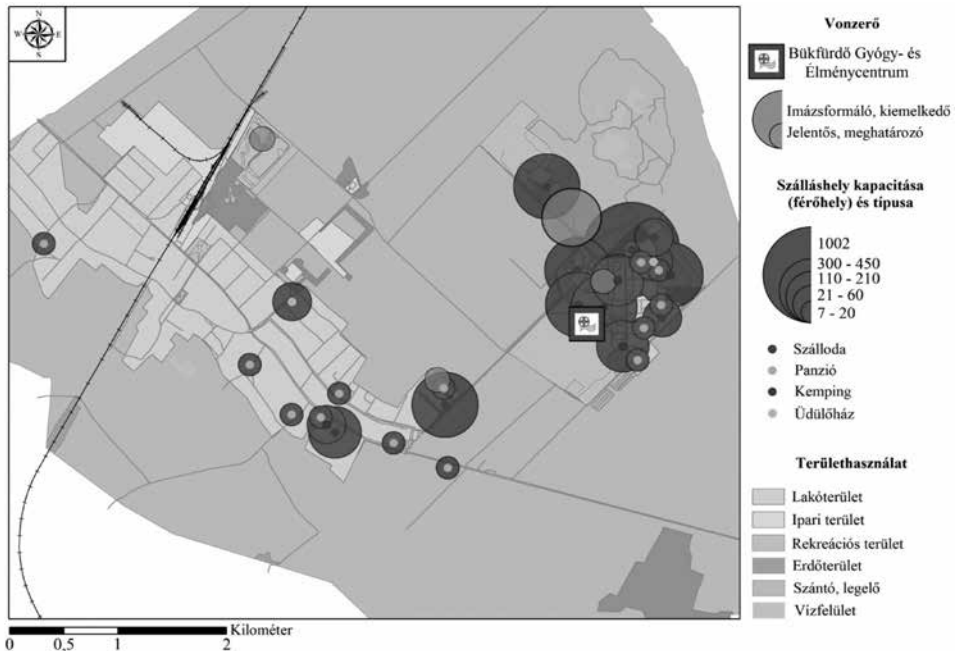 N
W E
S
Vonzerő
Bükfürdő Gyógy- és
Élménycentrum
Imázsformáló, kiemelkedő
Jelentős, meghatározó
Szálláshely kapacitása
(férőhely) és típusa
1002
300 - 450
110 - 210
21 - 60
7 - 20
Szálloda
Panzió
Kemping
Üdülőház
Területhasználat
Lakóterület
Ipari terület
Rekreációs terület
Erdőterület
Szántó, legelő
Vízfelület
Kilométer
0 0,5 1 2